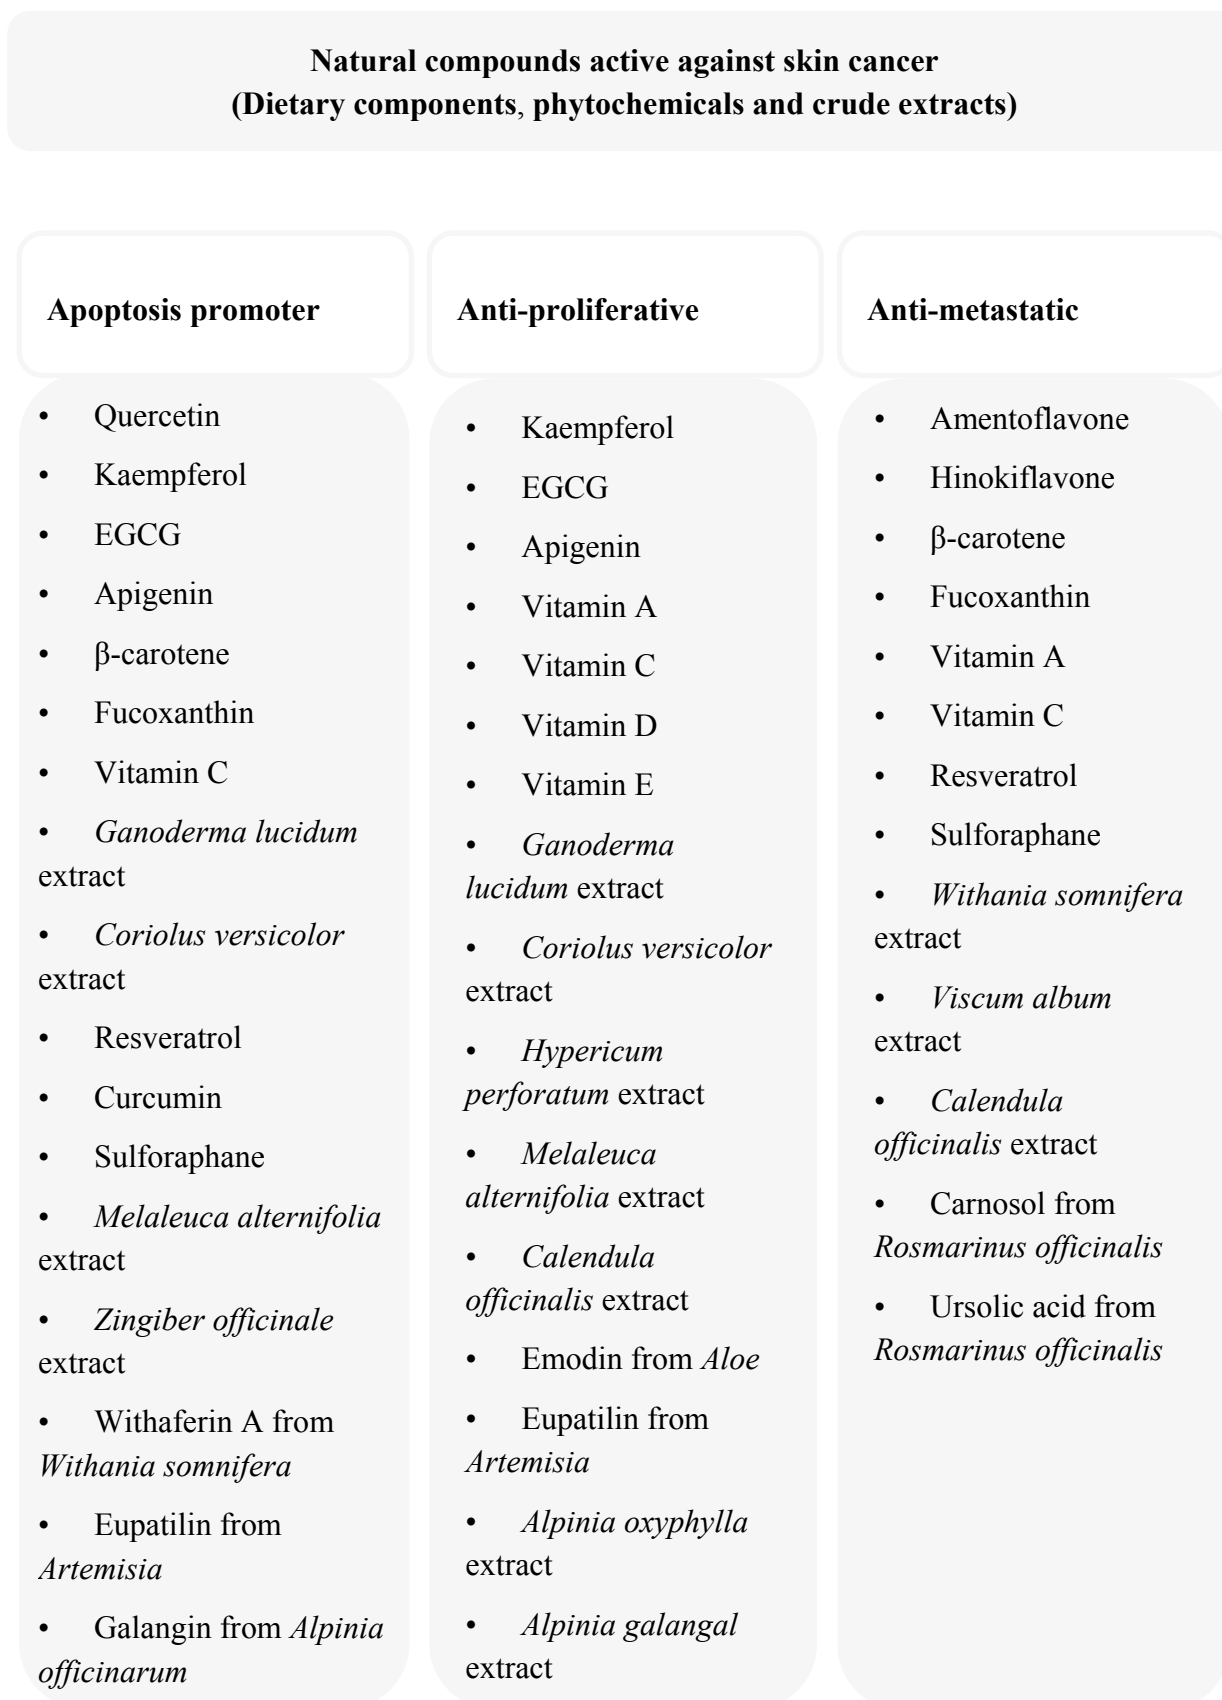 Natural compounds active against skin cancer
(Dietary components, phytochemicals and crude extracts)
Apoptosis promoter
• Quercetin
• Kaempferol
• EGCG
• Apigenin
• β-carotene
• Fucoxanthin
• Vitamin C
• Ganoderma lucidum
extract
• Coriolus versicolor
extract
• Resveratrol
• Curcumin
• Sulforaphane
• Melaleuca alternifolia
extract
• Zingiber officinale
extract
• Withaferin A from
Withania somnifera
• Eupatilin from
Artemisia
• Galangin from Alpinia
officinarum
Anti-proliferative
• Kaempferol
• EGCG
• Apigenin
• Vitamin A
• Vitamin C
• Vitamin D
• Vitamin E
• Ganoderma
lucidum extract
• Coriolus versicolor
extract
• Hypericum
perforatum extract
• Melaleuca
alternifolia extract
• Calendula
officinalis extract
• Emodin from Aloe
• Eupatilin from
Artemisia
• Alpinia oxyphylla
extract
• Alpinia galangal
extract
Anti-metastatic
• Amentoflavone
• Hinokiflavone
• β-carotene
• Fucoxanthin
• Vitamin A
• Vitamin C
• Resveratrol
• Sulforaphane
• Withania somnifera
extract
• Viscum album
extract
• Calendula
officinalis extract
• Carnosol from
Rosmarinus officinalis
• Ursolic acid from
Rosmarinus officinalis